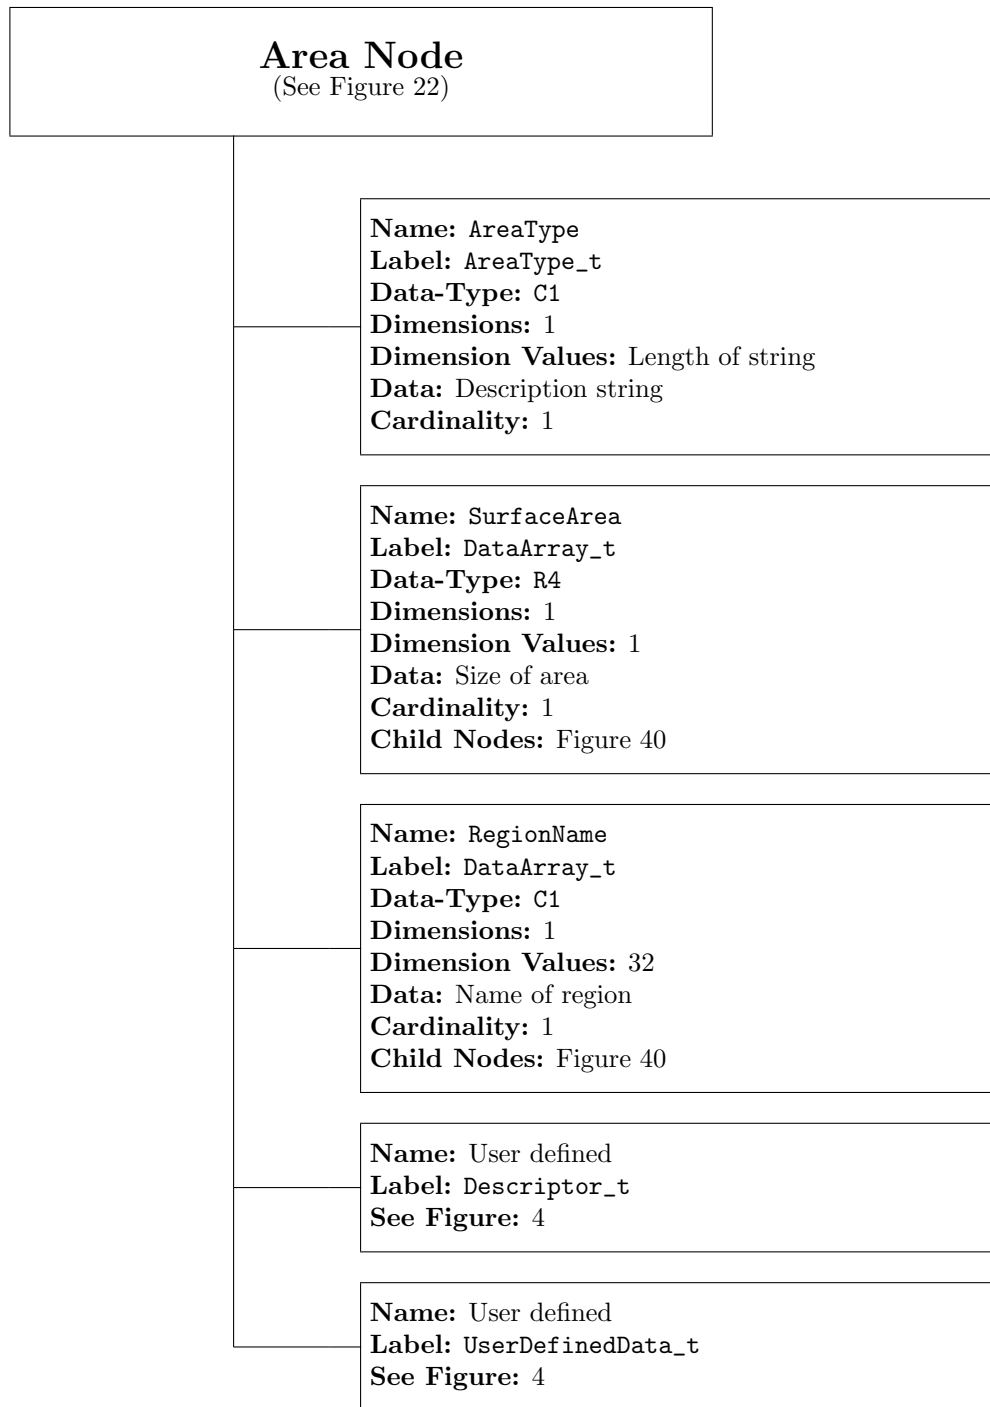 Area Node
(See Figure 22)
Name: AreaType
Label: AreaType_t
Data-Type: C1
Dimensions: 1
Dimension Values: Length of string
Data: Description string
Cardinality: 1
Name: SurfaceArea
Label: DataArray_t
Data-Type: R4
Dimensions: 1
Dimension Values: 1
Data: Size of area
Cardinality: 1
Child Nodes: Figure 40
Name: RegionName
Label: DataArray_t
Data-Type: C1
Dimensions: 1
Dimension Values: 32
Data: Name of region
Cardinality: 1
Child Nodes: Figure 40
Name: User defined
Label: Descriptor_t
See Figure: 4
Name: User defined
Label: UserDefinedData_t
See Figure: 4